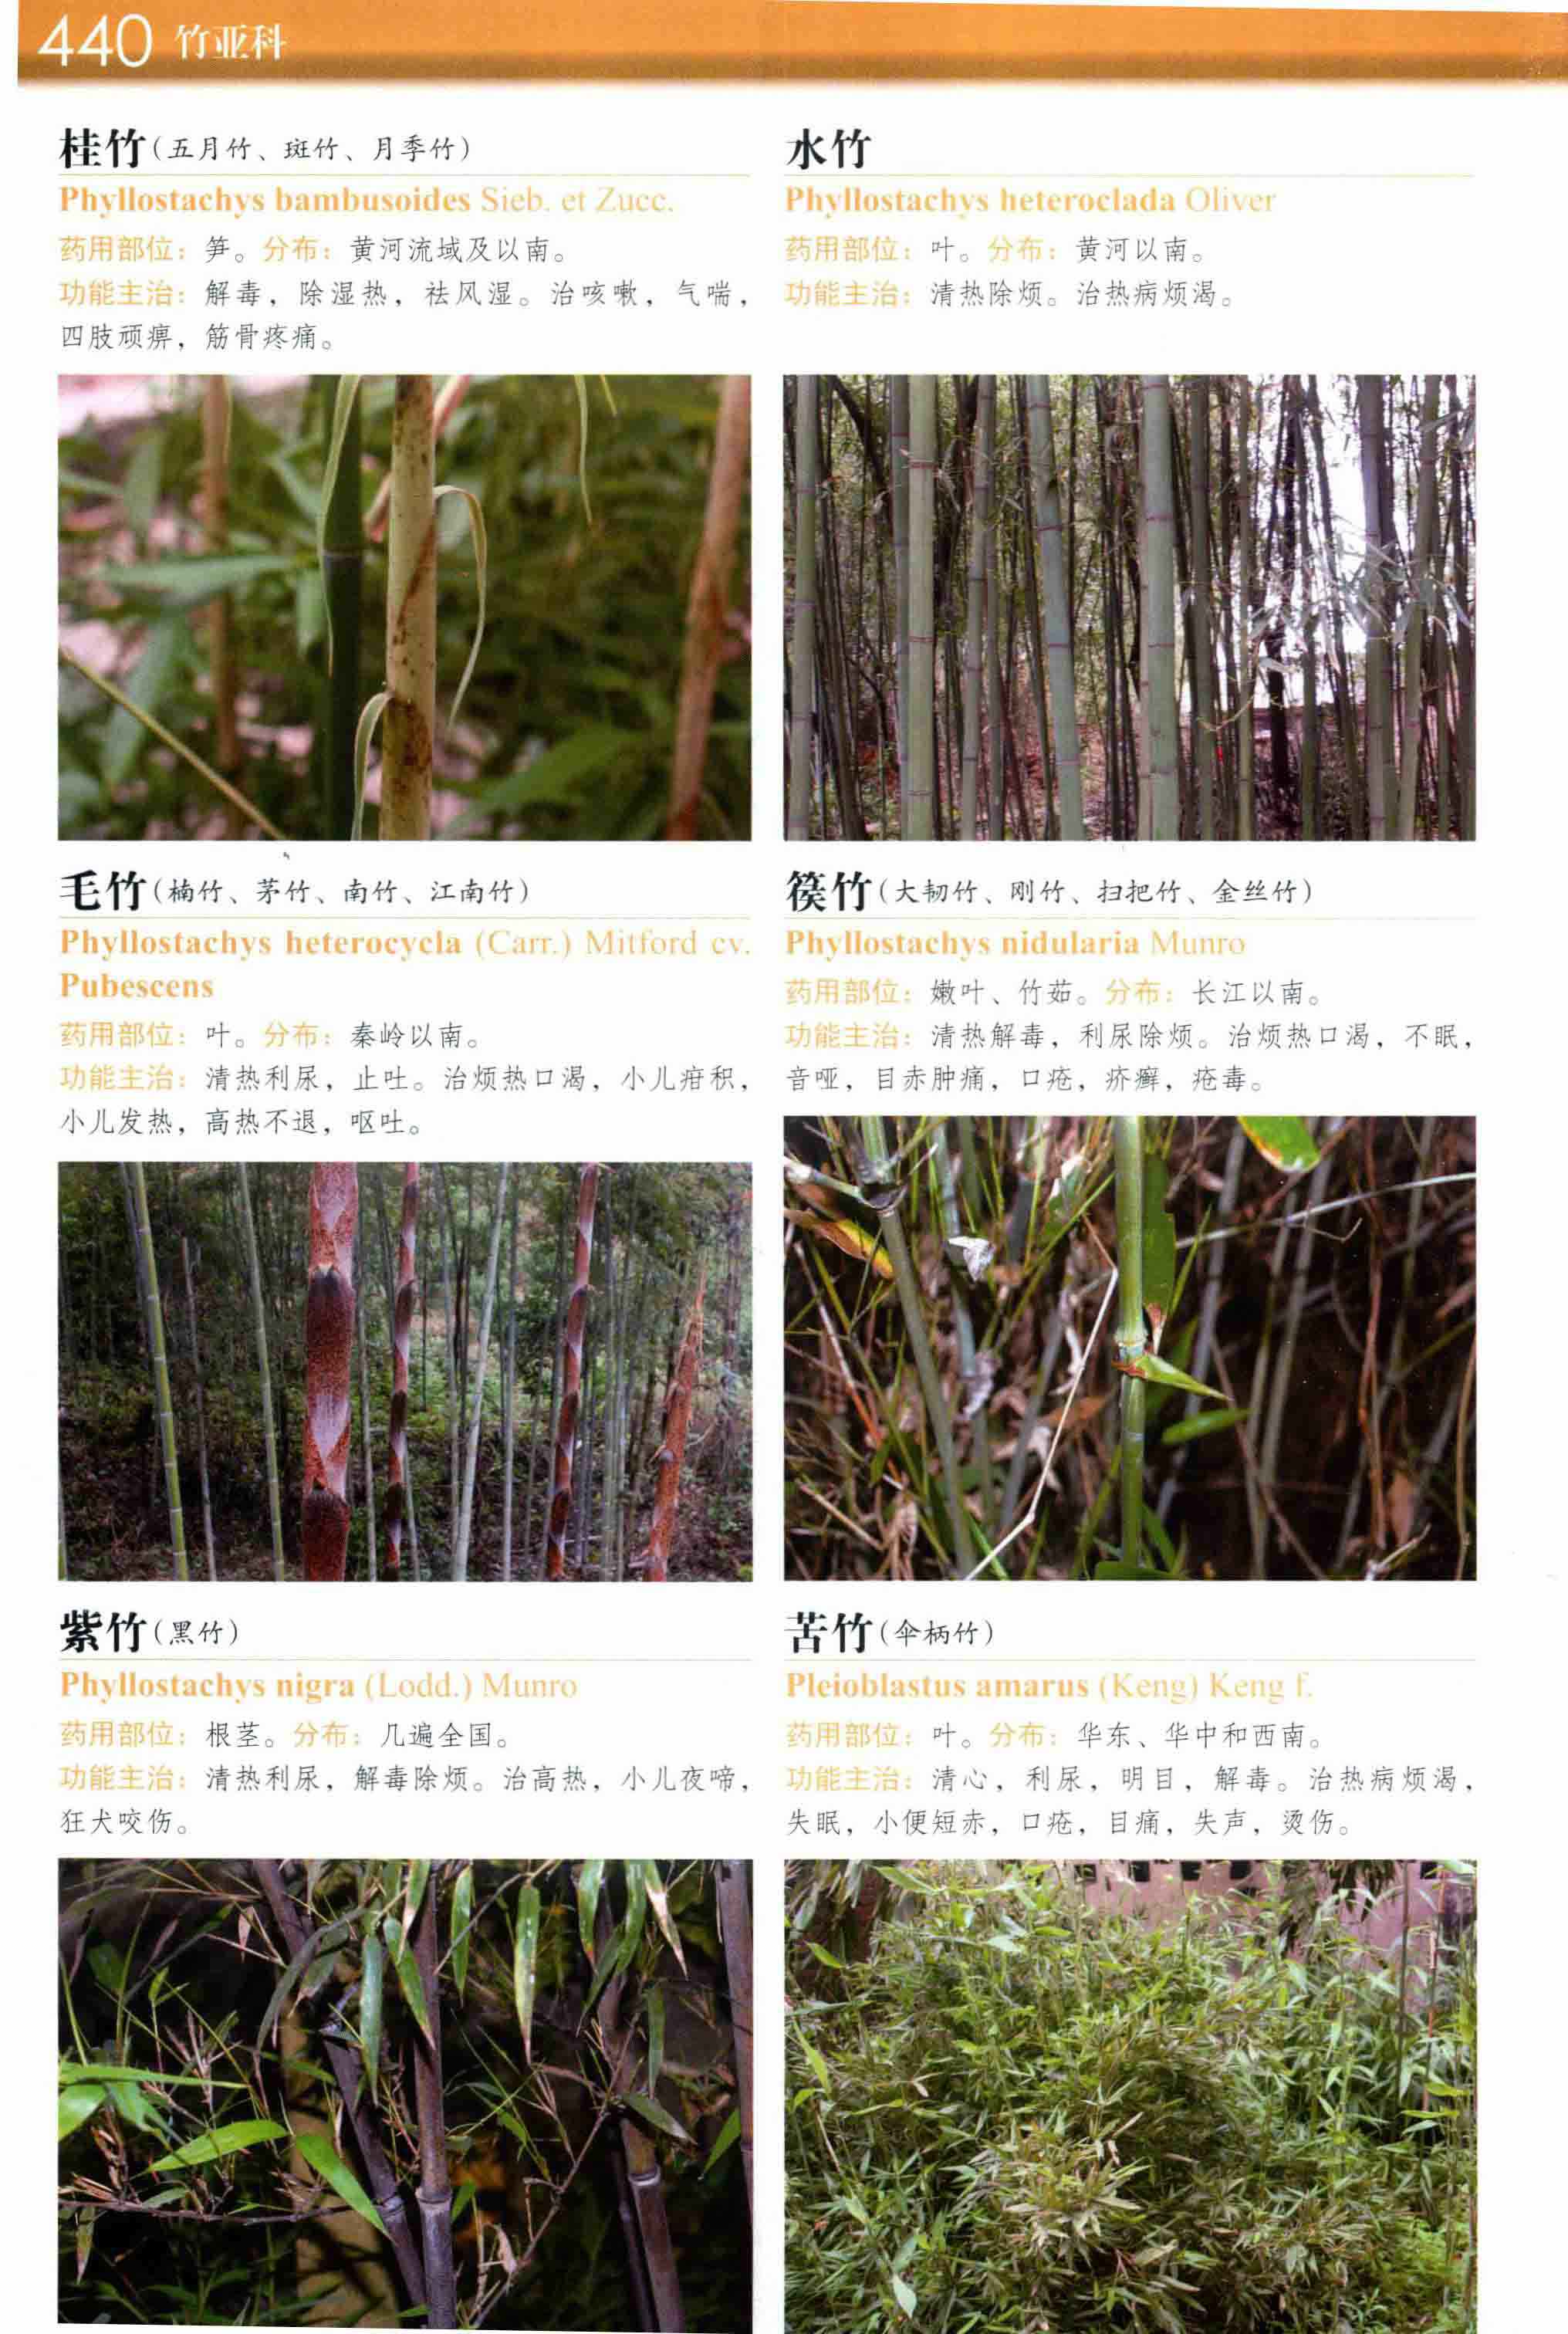 440 竹亚科
桂竹(五月竹、斑竹、月季竹)
Phyllostachys bambusoides Sieb. et Zucc.
药用部位：笋。分布：黄河流域及以南。
功能主治：解毒，除湿热，祛风湿。治咳嗽，气喘，
四肢顽痹，筋骨疼痛。
水竹
Phyllostachys heteroclada Oliver
药用部位：叶。分布：黄河以南。
功能主治：清热除烦。治热病烦渴。
毛竹(楠竹、茅竹、南竹、江南竹)
Phyllostachys heterocycla (Carr.) Mitford cv.
Pubescens
药用部位：叶。分布：秦岭以南。
功能主治：清热利尿，止吐。治烦热口渴，小儿疳积，
小儿发热，高热不退，呕吐。
篌竹(大韧竹、刚竹、扫把竹、金丝竹)
Phyllostachys nidularia Munro
药用部位：嫩叶、竹茹。分布：长江以南。
功能主治：清热解毒，利尿除烦。治烦热口渴，不眠，
音哑，目赤肿痛，口疮，疥癣，疮毒。
紫竹(黑竹)
Phyllostachys nigra (Lodd.) Munro
药用部位：根茎。分布：几遍全国。
功能主治：清热利尿，解毒除烦。治高热，小儿夜啼，
狂犬咬伤。
苦竹(伞柄竹)
Pleioblastus amarus (Keng) Keng f.
药用部位：叶。分布：华东、华中和西南。
功能主治：清心，利尿，明目，解毒。治热病烦渴，
失眠，小便短赤，口疮，目痛，失声，烫伤。